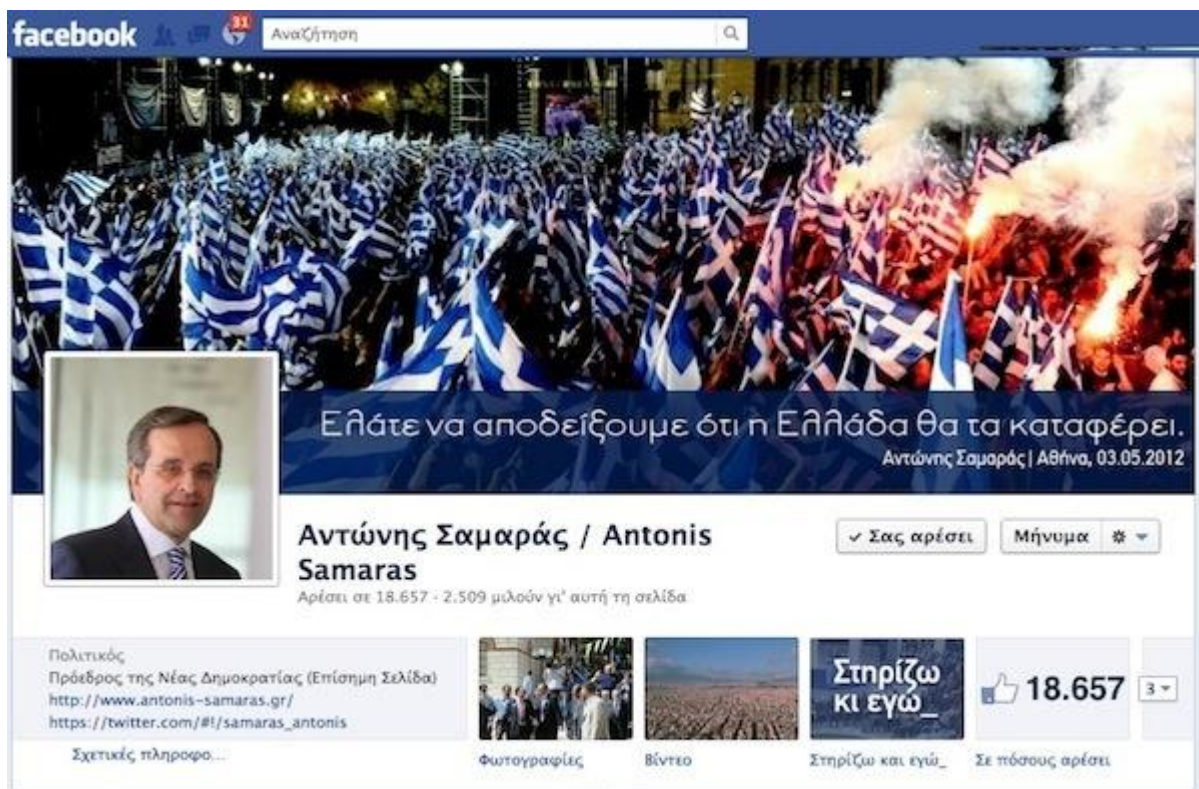 facebook
31
Αναζήτηση
Ελάτε να αποδείξουμε ότι η Ελλάδα θα τα καταφέρει.
Αντώνης Σαμαράς | Αθήνα, 03.05.2012
Αντώνης Σαμαράς / Antonis
Samaras
Αρέσει σε 18.657 · 2.509 μιλούν γι' αυτή τη σελίδα
✓ Σας αρέσει
Μήνυμα
Πολιτικός
Πρόεδρος της Νέας Δημοκρατίας (Επίσημη Σελίδα)
http://www.antonis-samaras.gr/
https://twitter.com/#!/samaras_antonis
Σχετικές πληροφο...
Στηρίζω
κι εγώ_
18.657
3
Φωτογραφίες
Βίντεο
Στηρίζω και εγώ_
Σε πόσους αρέσει